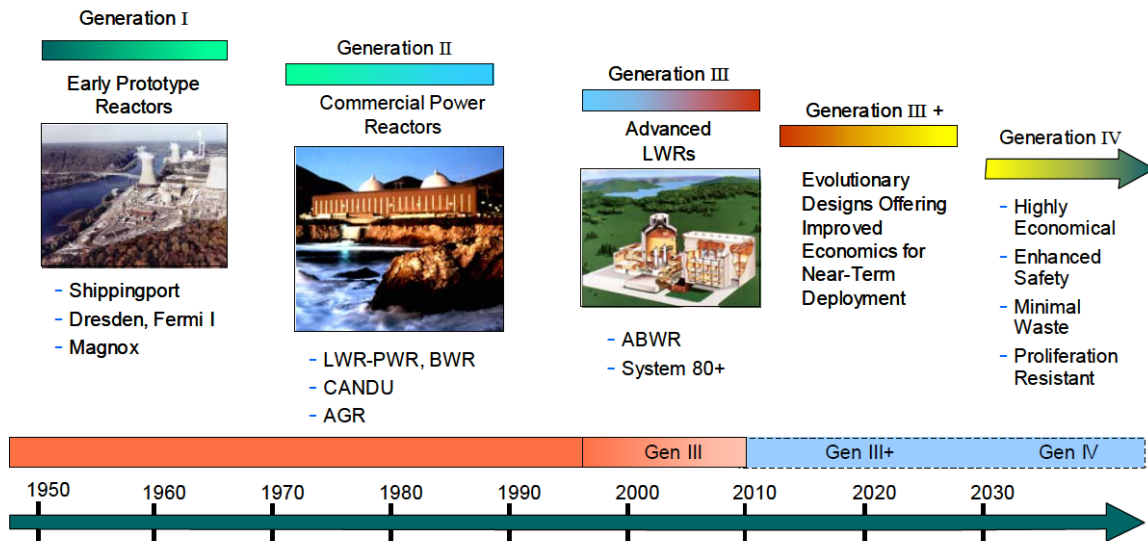 Generation I
Early Prototype
Reactors
- Shippingport
- Dresden, Fermi I
- Magnox
Generation II
Commercial Power
Reactors
- LWR-PWR, BWR
- CANDU
- AGR
Generation III
Advanced
LWRs
- ABWR
- System 80+
Generation III +
Evolutionary
Designs Offering
Improved
Economics for
Near-Term
Deployment
Generation IV
- Highly
Economical
- Enhanced
Safety
- Minimal
Waste
- Proliferation
Resistant
Gen III
Gen III+
Gen IV
1950
1960
1970
1980
1990
2000
2010
2020
2030